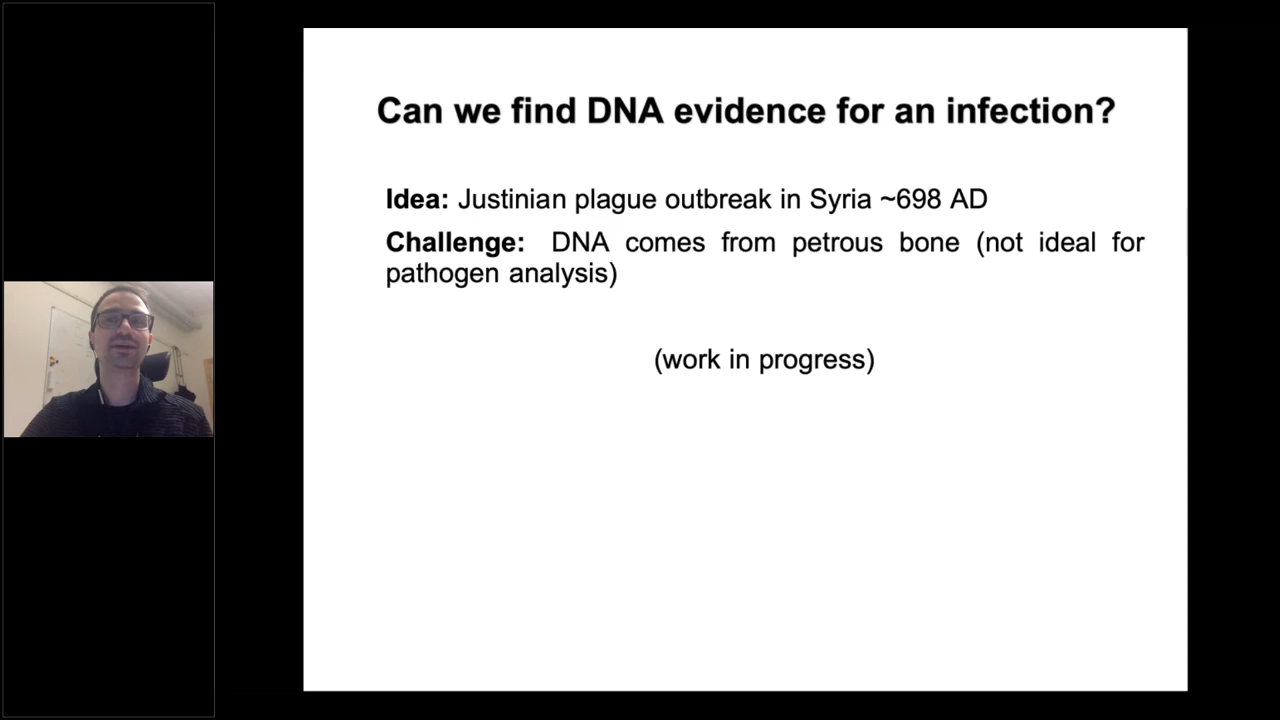 Can we find DNA evidence for an infection?
Idea: Justinian plague outbreak in Syria ~698 AD
Challenge: DNA comes from petrous bone (not ideal for
pathogen analysis)
(work in progress)